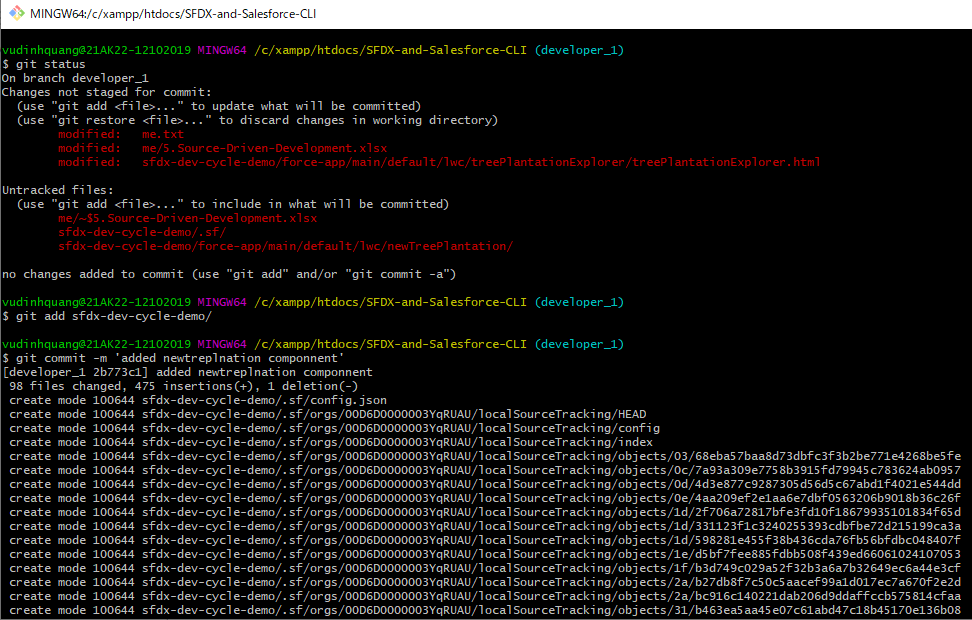 MINGW64:/c/xampp/htdocs/SFDX-and-Salesforce-CLI
vudinhquang@21AK22-12102019 MINGW64 /c/xampp/htdocs/SFDX-and-Salesforce-CLI (developer_1)
$ git status
On branch developer_1
Changes not staged for commit:
  (use "git add <file>..." to update what will be committed)
  (use "git restore <file>..." to discard changes in working directory)
        modified:   me.txt
        modified:   me/5.Source-Driven-Development.xlsx
        modified:   sfdx-dev-cycle-demo/force-app/main/default/lwc/treePlantationExplorer/treePlantationExplorer.html
Untracked files:
  (use "git add <file>..." to include in what will be committed)
        me/~$5.Source-Driven-Development.xlsx
        sfdx-dev-cycle-demo/.sf/
        sfdx-dev-cycle-demo/force-app/main/default/lwc/newTreePlantation/
no changes added to commit (use "git add" and/or "git commit -a")
vudinhquang@21AK22-12102019 MINGW64 /c/xampp/htdocs/SFDX-and-Salesforce-CLI (developer_1)
$ git add sfdx-dev-cycle-demo/
vudinhquang@21AK22-12102019 MINGW64 /c/xampp/htdocs/SFDX-and-Salesforce-CLI (developer_1)
$ git commit -m 'added newtreplnation componnent'
[developer_1 2b773c1] added newtreplnation componnent
 98 files changed, 475 insertions(+), 1 deletion(-)
 create mode 100644 sfdx-dev-cycle-demo/.sf/config.json
 create mode 100644 sfdx-dev-cycle-demo/.sf/orgs/00D6D0000003YqRUAU/localSourceTracking/HEAD
 create mode 100644 sfdx-dev-cycle-demo/.sf/orgs/00D6D0000003YqRUAU/localSourceTracking/config
 create mode 100644 sfdx-dev-cycle-demo/.sf/orgs/00D6D0000003YqRUAU/localSourceTracking/index
 create mode 100644 sfdx-dev-cycle-demo/.sf/orgs/00D6D0000003YqRUAU/localSourceTracking/objects/03/68eba57baa8d73dbfc3f3b2be771e4268be5fe
 create mode 100644 sfdx-dev-cycle-demo/.sf/orgs/00D6D0000003YqRUAU/localSourceTracking/objects/0c/7a93a309e7758b3915fd79945c783624ab0957
 create mode 100644 sfdx-dev-cycle-demo/.sf/orgs/00D6D0000003YqRUAU/localSourceTracking/objects/0d/4d3e877c9287305d56d5c67abd1f4021e544dd
 create mode 100644 sfdx-dev-cycle-demo/.sf/orgs/00D6D0000003YqRUAU/localSourceTracking/objects/0e/4aa209ef2e1aa6e7dbf0563206b9018b36c26f
 create mode 100644 sfdx-dev-cycle-demo/.sf/orgs/00D6D0000003YqRUAU/localSourceTracking/objects/1d/2f706a72817bfe3fd10f18679935101834f65d
 create mode 100644 sfdx-dev-cycle-demo/.sf/orgs/00D6D0000003YqRUAU/localSourceTracking/objects/1d/331123f1c3240255393cdbfbe72d215199ca3a
 create mode 100644 sfdx-dev-cycle-demo/.sf/orgs/00D6D0000003YqRUAU/localSourceTracking/objects/1d/598281e455f38b436cda76fb56bfdbc048407f
 create mode 100644 sfdx-dev-cycle-demo/.sf/orgs/00D6D0000003YqRUAU/localSourceTracking/objects/1e/d5bf7fee885fdbb508f439ed66061024107053
 create mode 100644 sfdx-dev-cycle-demo/.sf/orgs/00D6D0000003YqRUAU/localSourceTracking/objects/1f/b3d749c029a52f32b3a6a7b32649ec6a44e3cf
 create mode 100644 sfdx-dev-cycle-demo/.sf/orgs/00D6D0000003YqRUAU/localSourceTracking/objects/2a/b27db8f7c50c5aacef99a1d017ec7a670f2e2d
 create mode 100644 sfdx-dev-cycle-demo/.sf/orgs/00D6D0000003YqRUAU/localSourceTracking/objects/2a/bc916c140221dab206d9ddaffccb575814cfaa
 create mode 100644 sfdx-dev-cycle-demo/.sf/orgs/00D6D0000003YqRUAU/localSourceTracking/objects/31/b463ea5aa45e07c61abd47c18b45170e136b08